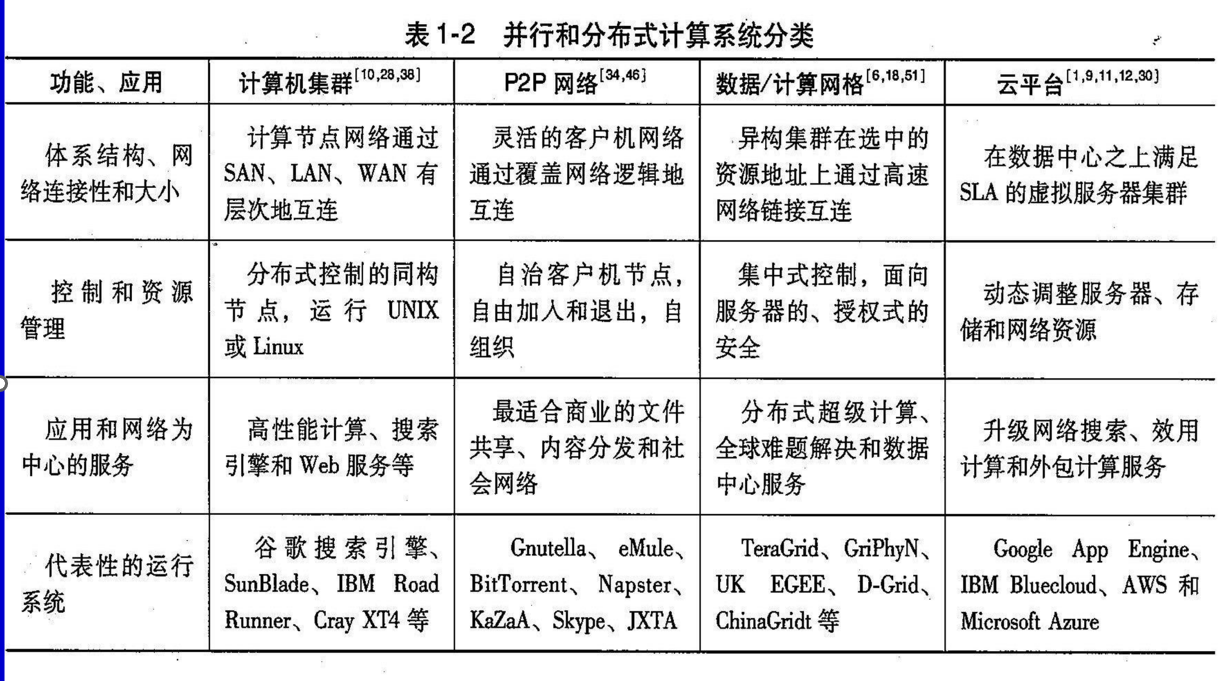 表1-2 并行和分布式计算系统分类
功能、应用
计算机集群[10,28,38]
P2P 网络[34,46]
数据/计算网格[6,18,51]
云平台[1,9,11,12,30]
体系结构、网
络连接性和大小
计算节点网络通过
SAN、LAN、WAN 有
层次地互连
灵活的客户机网络
通过覆盖网络逻辑地
互连
异构集群在选中的
资源地址上通过高速
网络链接互连
在数据中心之上满足
SLA 的虚拟服务器集群
控制和资源
管理
分布式控制的同构
节点，运行 UNIX
或 Linux
自治客户机节点，
自由加入和退出，自
组织
集中式控制，面向
服务器的、授权式的
安全
动态调整服务器、存
储和网络资源
应用和网络为
中心的服务
高性能计算、搜索
引擎和 Web 服务等
最适合商业的文件
共享、内容分发和社
会网络
分布式超级计算、
全球难题解决和数据
中心服务
升级网络搜索、效用
计算和外包计算服务
代表性的运行
系统
谷歌搜索引擎、
SunBlade、IBM Road
Runner、Cray XT4 等
Gnutella、eMule、
BitTorrent、Napster、
KaZaA、Skype、JXTA
TeraGrid、GriPhyN、
UK EGEE、D-Grid、
ChinaGridt 等
Google App Engine、
IBM Bluecloud、AWS 和
Microsoft Azure